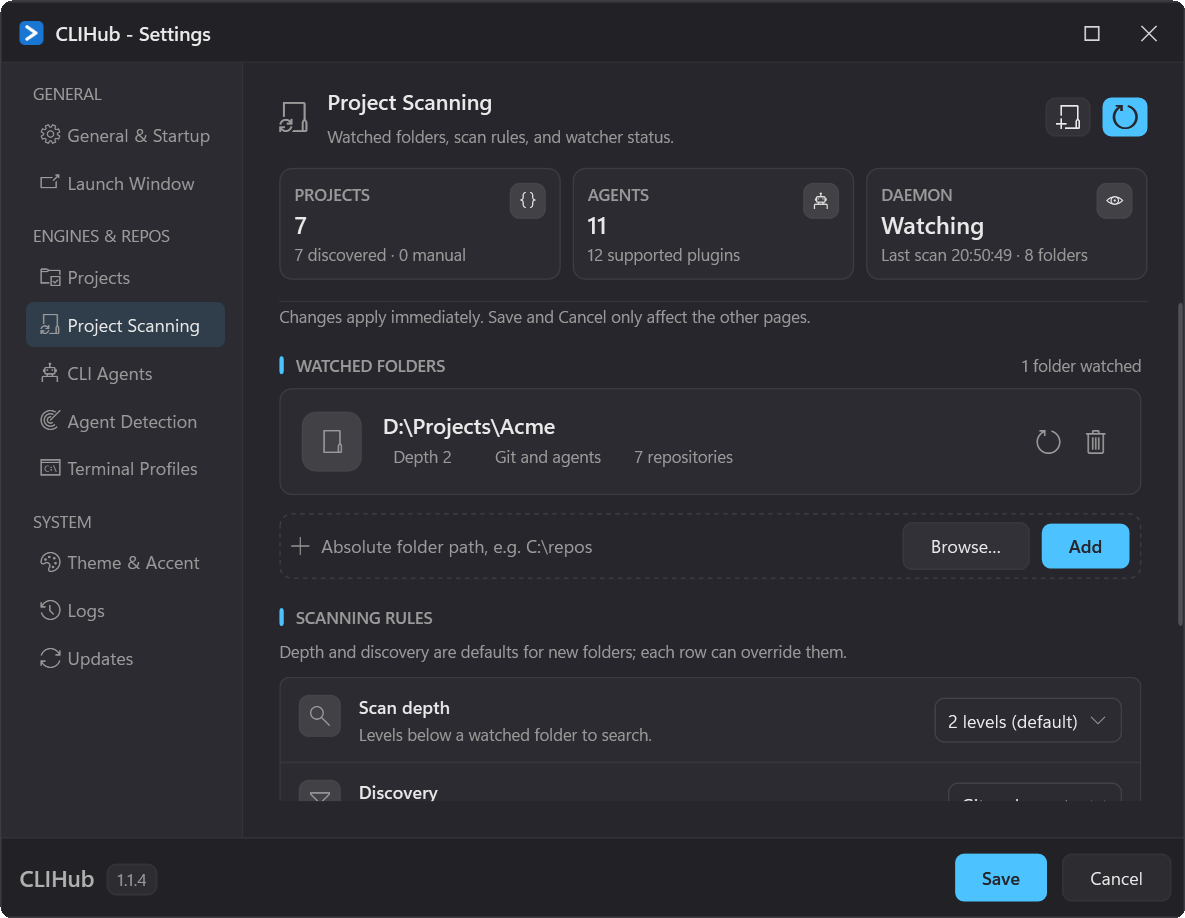 CLIHub - Settings
GENERAL
General & Startup
Launch Window
ENGINES & REPOS
Projects
Project Scanning
CLI Agents
Agent Detection
Terminal Profiles
SYSTEM
Theme & Accent
Logs
Updates
Project Scanning
Watched folders, scan rules, and watcher status.
PROJECTS
{}
7
7 discovered · 0 manual
AGENTS
11
12 supported plugins
DAEMON
Watching
Last scan 20:50:49 · 8 folders
Changes apply immediately. Save and Cancel only affect the other pages.
WATCHED FOLDERS
1 folder watched
D:\Projects\Acme
Depth 2 Git and agents 7 repositories
Absolute folder path, e.g. C:\repos
Browse...
Add
SCANNING RULES
Depth and discovery are defaults for new folders; each row can override them.
Scan depth
Levels below a watched folder to search.
2 levels (default)
Discovery
CLIHub 1.1.4
Save
Cancel